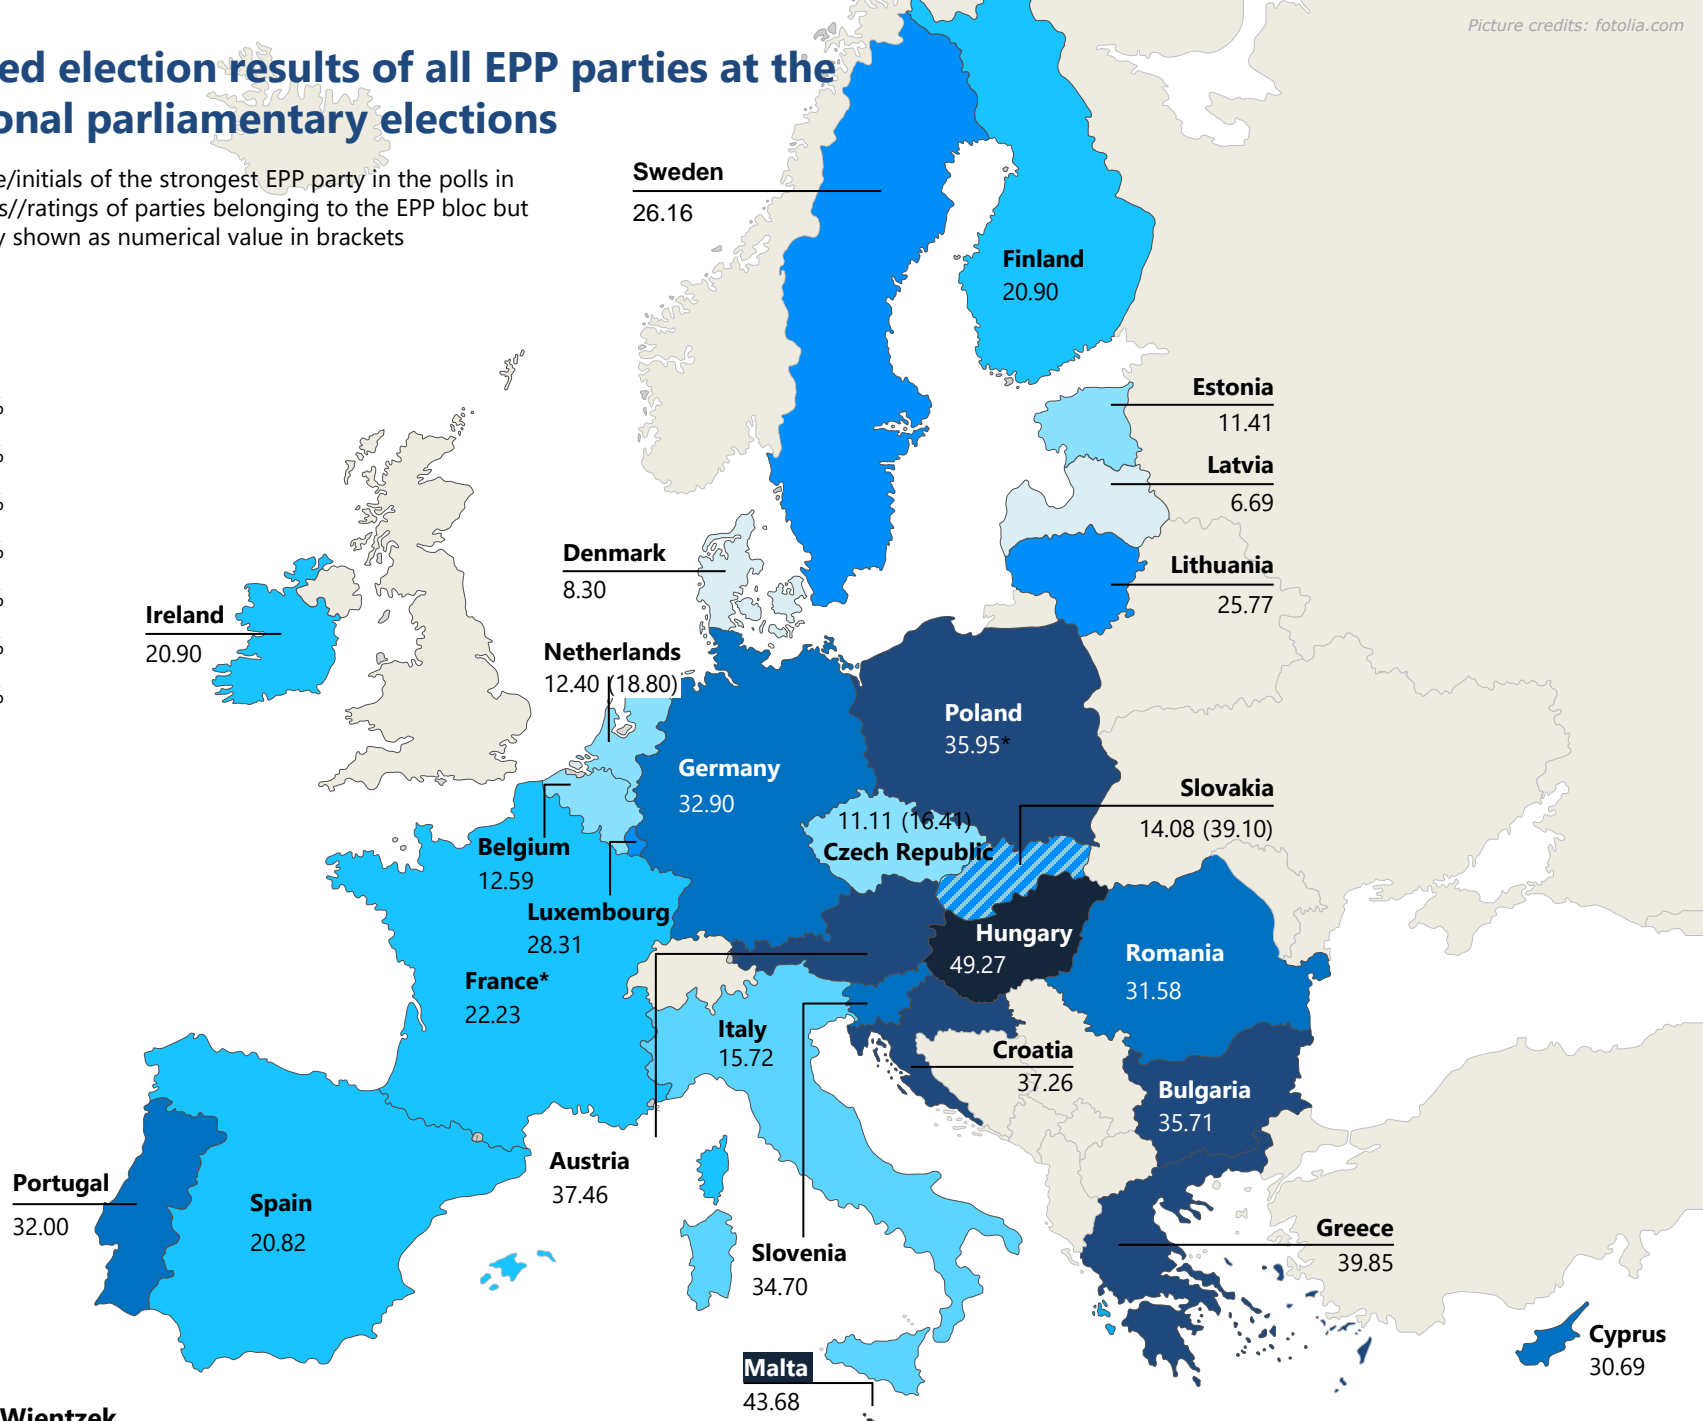 Picture credits: fotolia.com
ed election results of all EPP parties at the
onal parliamentary elections
e/initials of the strongest EPP party in the polls in
s//ratings of parties belonging to the EPP bloc but
y shown as numerical value in brackets
Sweden
26.16
Finland
20.90
Estonia
11.41
Latvia
6.69
Denmark
8.30
Lithuania
25.77
Ireland
20.90
Netherlands
12.40 (18.80)
Poland
35.95*
Germany
32.90
Slovakia
14.08 (39.10)
11.11 (16.41)
Czech Republic
Belgium
12.59
Luxembourg
28.31
Hungary
49.27
Romania
31.58
France*
22.23
Italy
15.72
Croatia
37.26
Bulgaria
35.71
Austria
37.46
Portugal
32.00
Spain
20.82
Slovenia
34.70
Greece
39.85
Cyprus
30.69
Malta
43.68
Wientzek